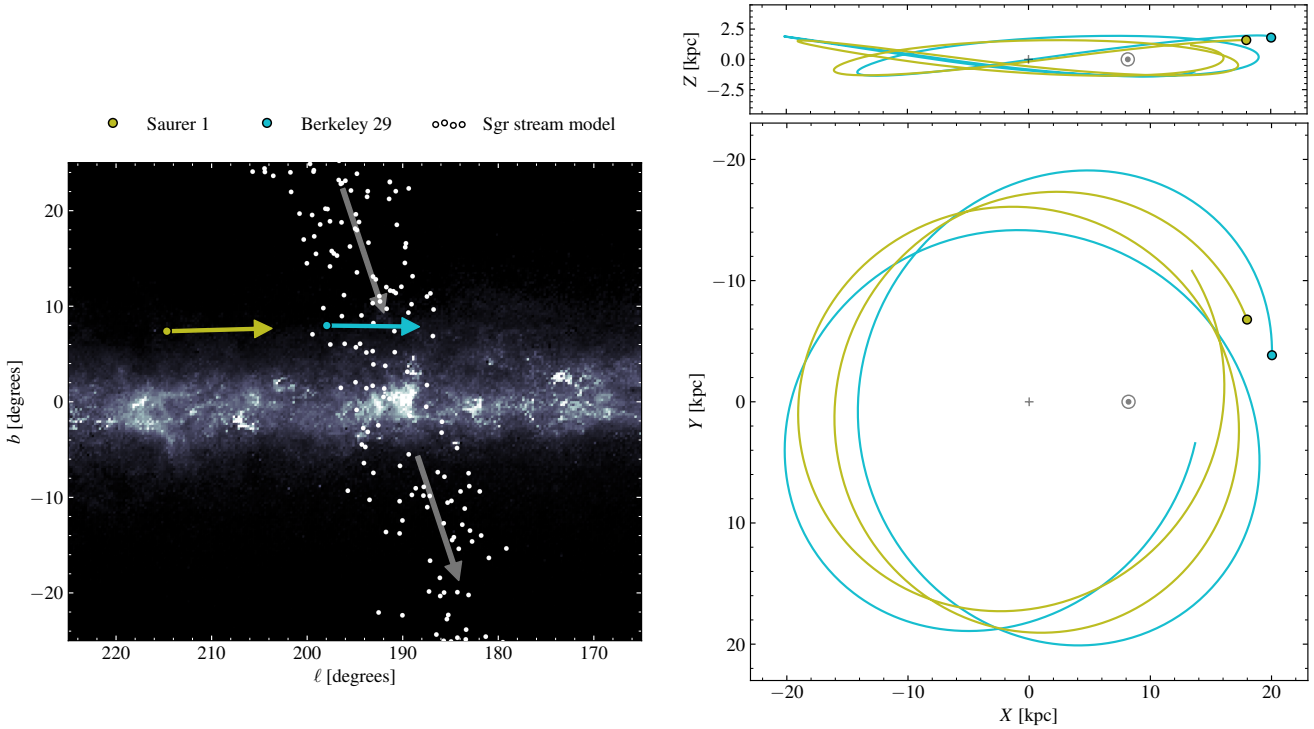 Saurer 1 Berkeley 29 Sgr stream model
20
10
0
−10
−20
b [degrees]
220 210 200 190 180 170
ℓ [degrees]
2.5
0.0
−2.5
Z [kpc]
−20
−10
0
10
20
Y [kpc]
−20 −10 0 10 20
X [kpc]